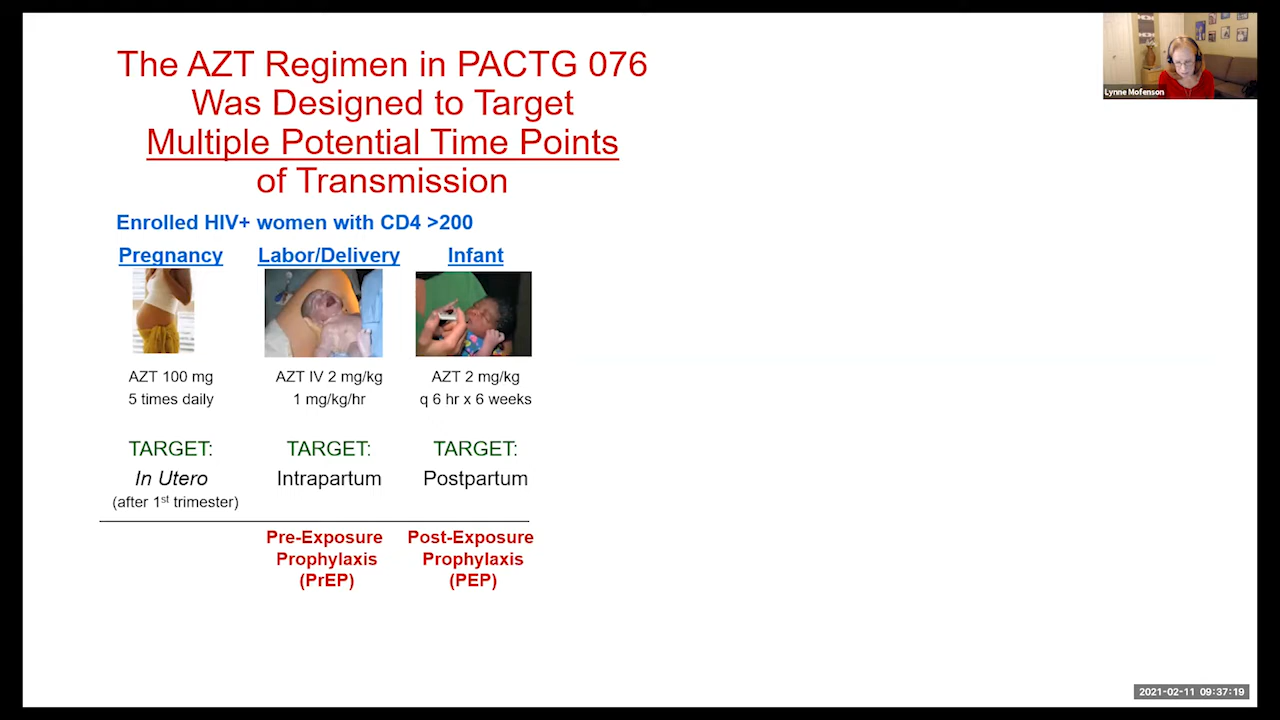 The AZT Regimen in PACTG 076
Was Designed to Target
Multiple Potential Time Points
of Transmission
Enrolled HIV+ women with CD4 >200
Pregnancy
Labor/Delivery
Infant
AZT 100 mg
5 times daily
AZT IV 2 mg/kg
1 mg/kg/hr
AZT 2 mg/kg
q 6 hr x 6 weeks
TARGET:
In Utero
(after 1st trimester)
TARGET:
Intrapartum
TARGET:
Postpartum
Pre-Exposure
Prophylaxis
(PrEP)
Post-Exposure
Prophylaxis
(PEP)
Lynne Mofenson
2021-02-11 09:37:19